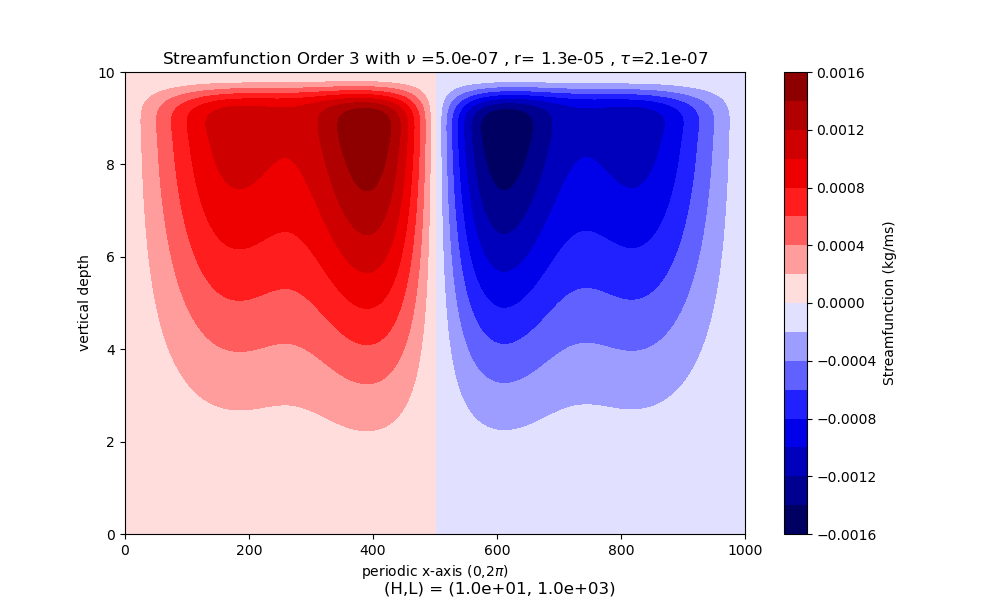 Streamfunction Order 3 with ν =5.0e-07 , r= 1.3e-05 , τ=2.1e-07
10
8
6
4
2
0
vertical depth
0 200 400 600 800 1000
periodic x-axis (0,2π)
(H,L) = (1.0e+01, 1.0e+03)
0.0016
0.0012
0.0008
0.0004
0.0000
−0.0004
−0.0008
−0.0012
−0.0016
Streamfunction (kg/ms)